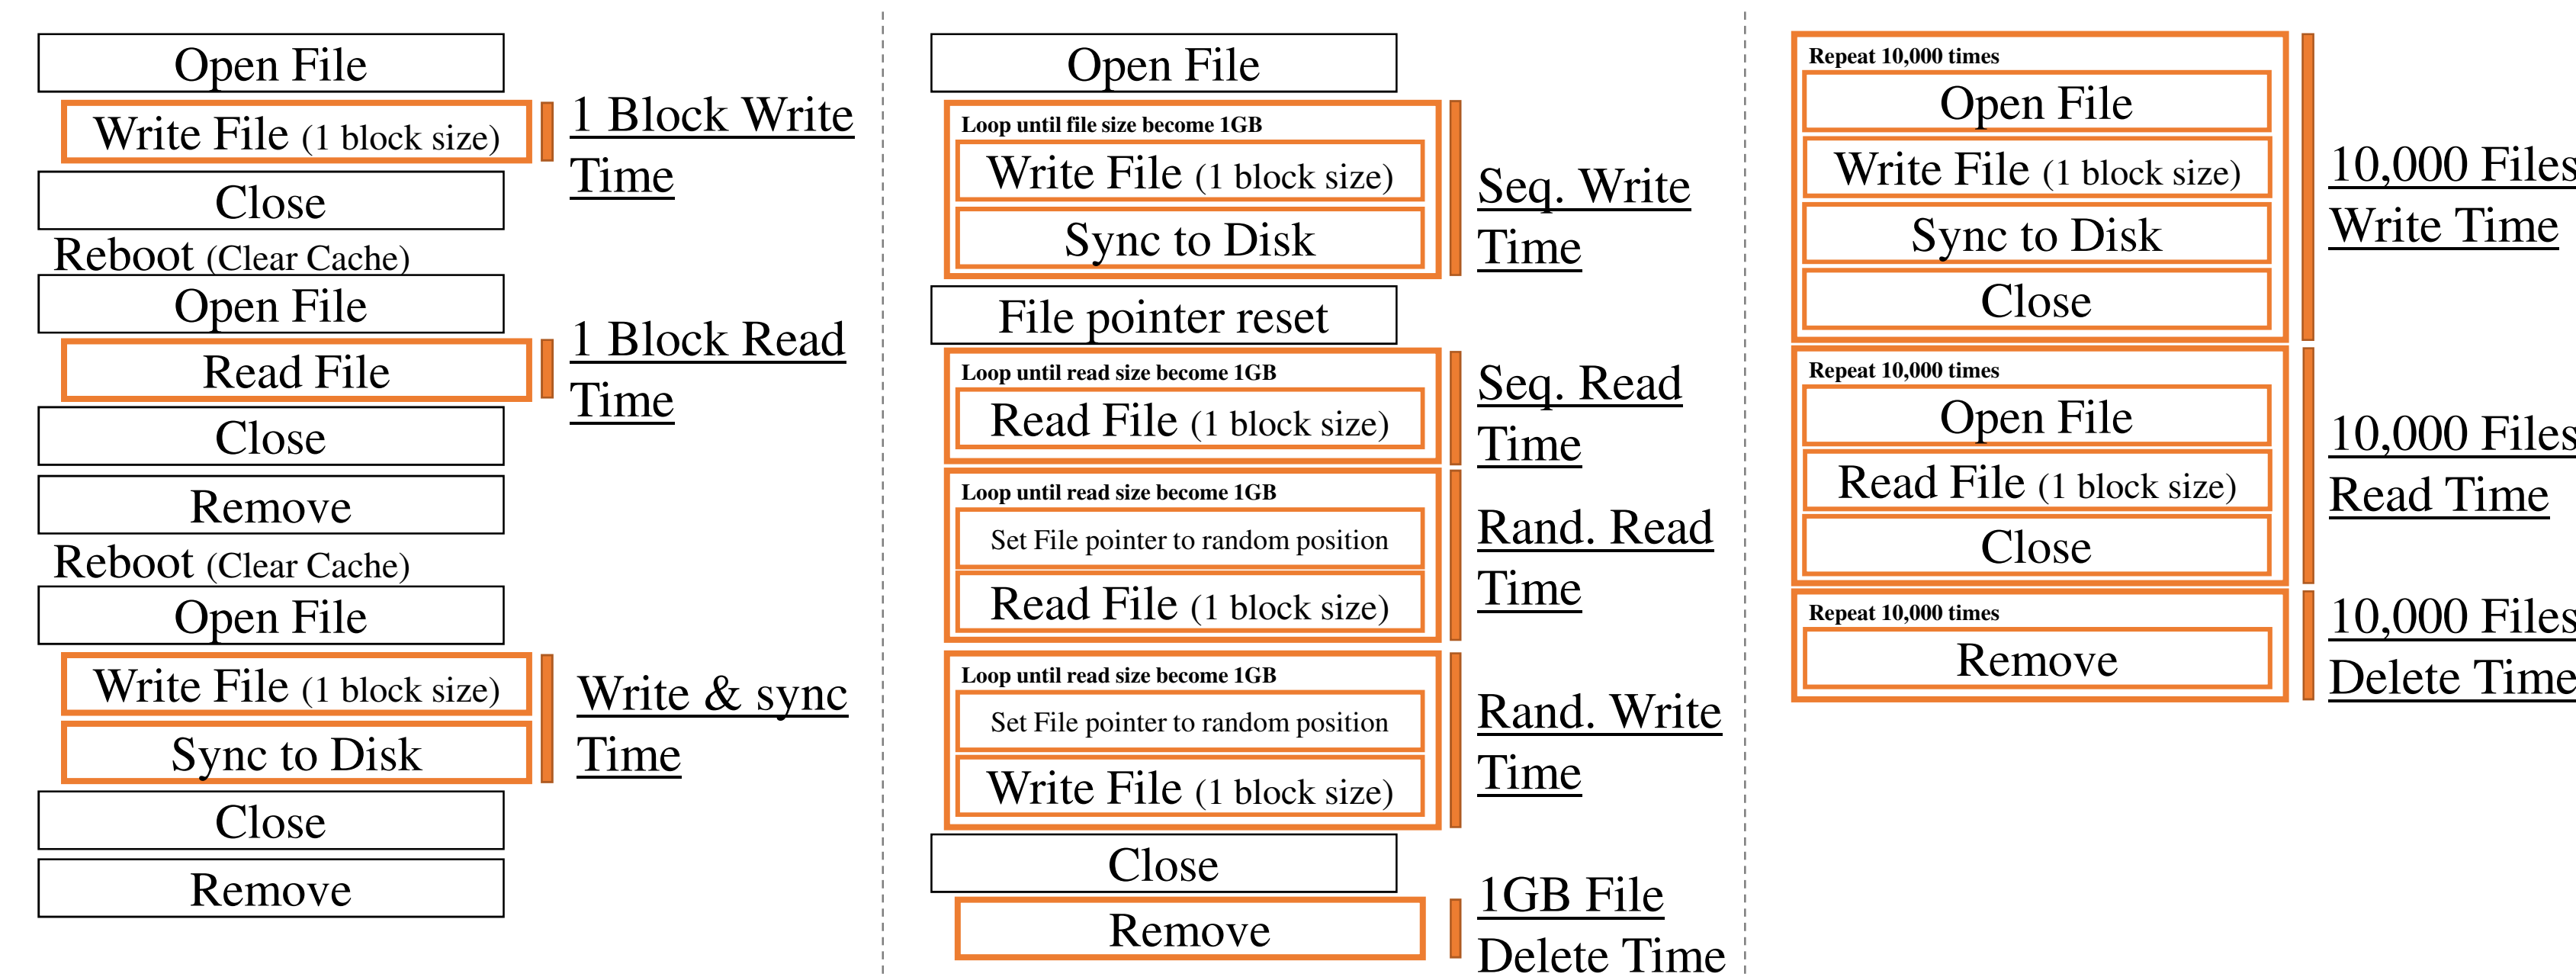 Open File
Write File (1 block size)
1 Block Write
Time
Close
Reboot (Clear Cache)
Open File
Read File
1 Block Read
Time
Close
Remove
Reboot (Clear Cache)
Open File
Write File (1 block size)
Sync to Disk
Write & sync
Time
Close
Remove
Open File
Loop until file size become 1GB
Write File (1 block size)
Sync to Disk
Seq. Write
Time
File pointer reset
Loop until read size become 1GB
Read File (1 block size)
Seq. Read
Time
Loop until read size become 1GB
Set File pointer to random position
Read File (1 block size)
Rand. Read
Time
Loop until read size become 1GB
Set File pointer to random position
Write File (1 block size)
Rand. Write
Time
Close
Remove
1GB File
Delete Time
Repeat 10,000 times
Open File
Write File (1 block size)
Sync to Disk
Close
10,000 Files
Write Time
Repeat 10,000 times
Open File
Read File (1 block size)
Close
10,000 Files
Read Time
Repeat 10,000 times
Remove
10,000 Files
Delete Time